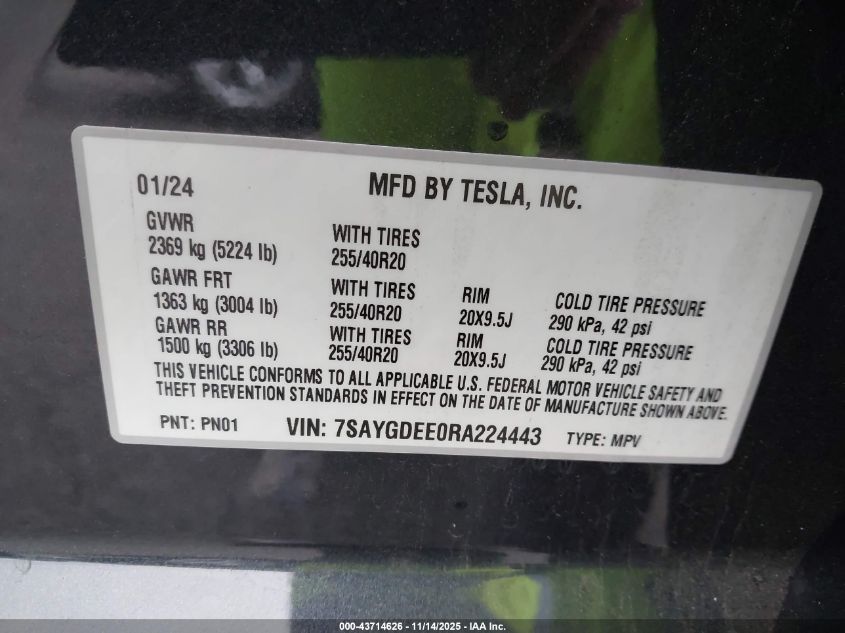 01/24 MFD BY TESLA, INC.
GVWR
2369 kg (5224 lb) WITH TIRES 255/40R20
GAWR FRT
1363 kg (3004 lb) WITH TIRES 255/40R20 RIM 20X9.5J COLD TIRE PRESSURE 290 kPa, 42 psi
GAWR RR
1500 kg (3306 lb) WITH TIRES 255/40R20 RIM 20X9.5J COLD TIRE PRESSURE 290 kPa, 42 psi
THIS VEHICLE CONFORMS TO ALL APPLICABLE U.S. FEDERAL MOTOR VEHICLE SAFETY AND
THEFT PREVENTION STANDARDS IN EFFECT ON THE DATE OF MANUFACTURE SHOWN ABOVE.
PNT: PN01 VIN: 7SAYGDEE0RA224443 TYPE: MPV
000-43714626 - 11/14/2025 - IAA Inc.